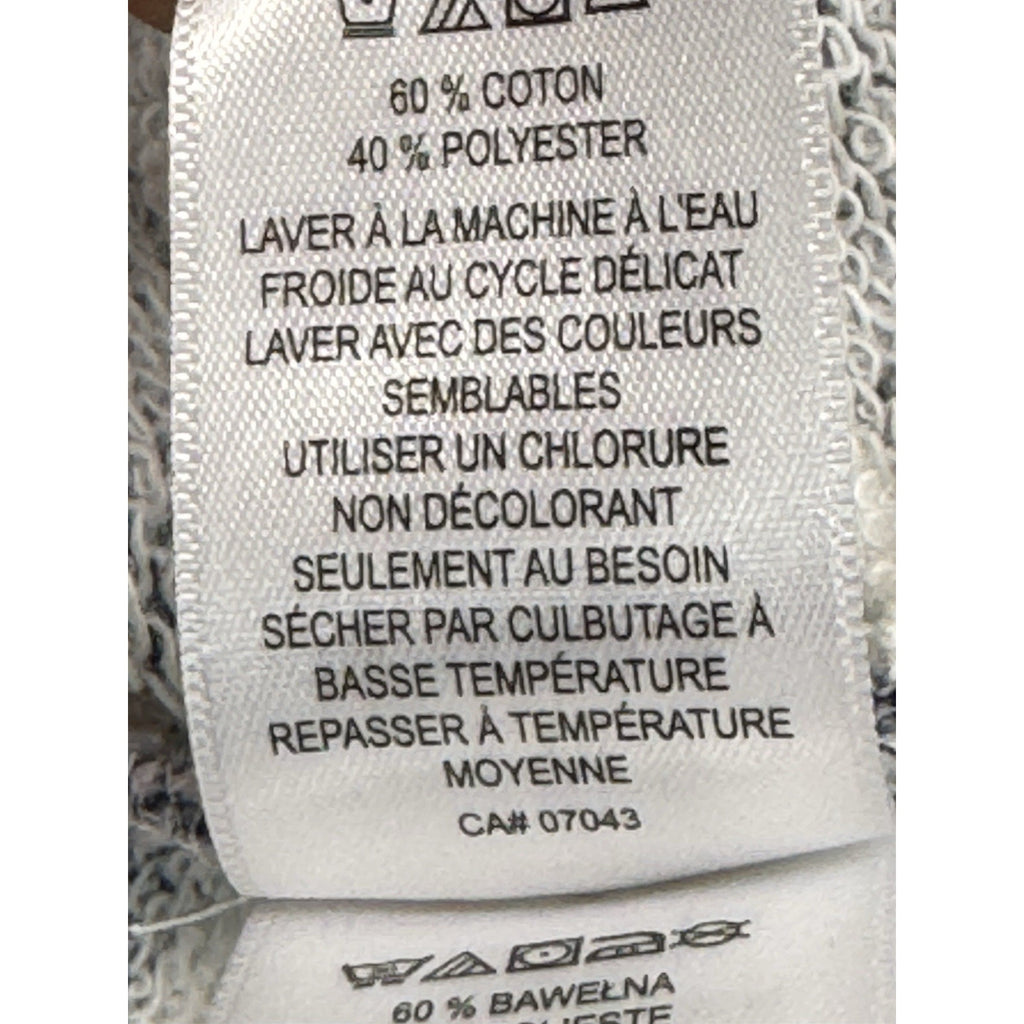 60 % COTON
40 % POLYESTER
LAVER À LA MACHINE À L'EAU
FROIDE AU CYCLE DÉLICAT
LAVER AVEC DES COULEURS
SEMBLABLES
UTILISER UN CHLORURE
NON DÉCOLORANT
SEULEMENT AU BESOIN
SÉCHER PAR CULBUTAGE À
BASSE TEMPÉRATURE
REPASSER À TEMPÉRATURE
MOYENNE
CA# 07043
60 % BAWEŁNA